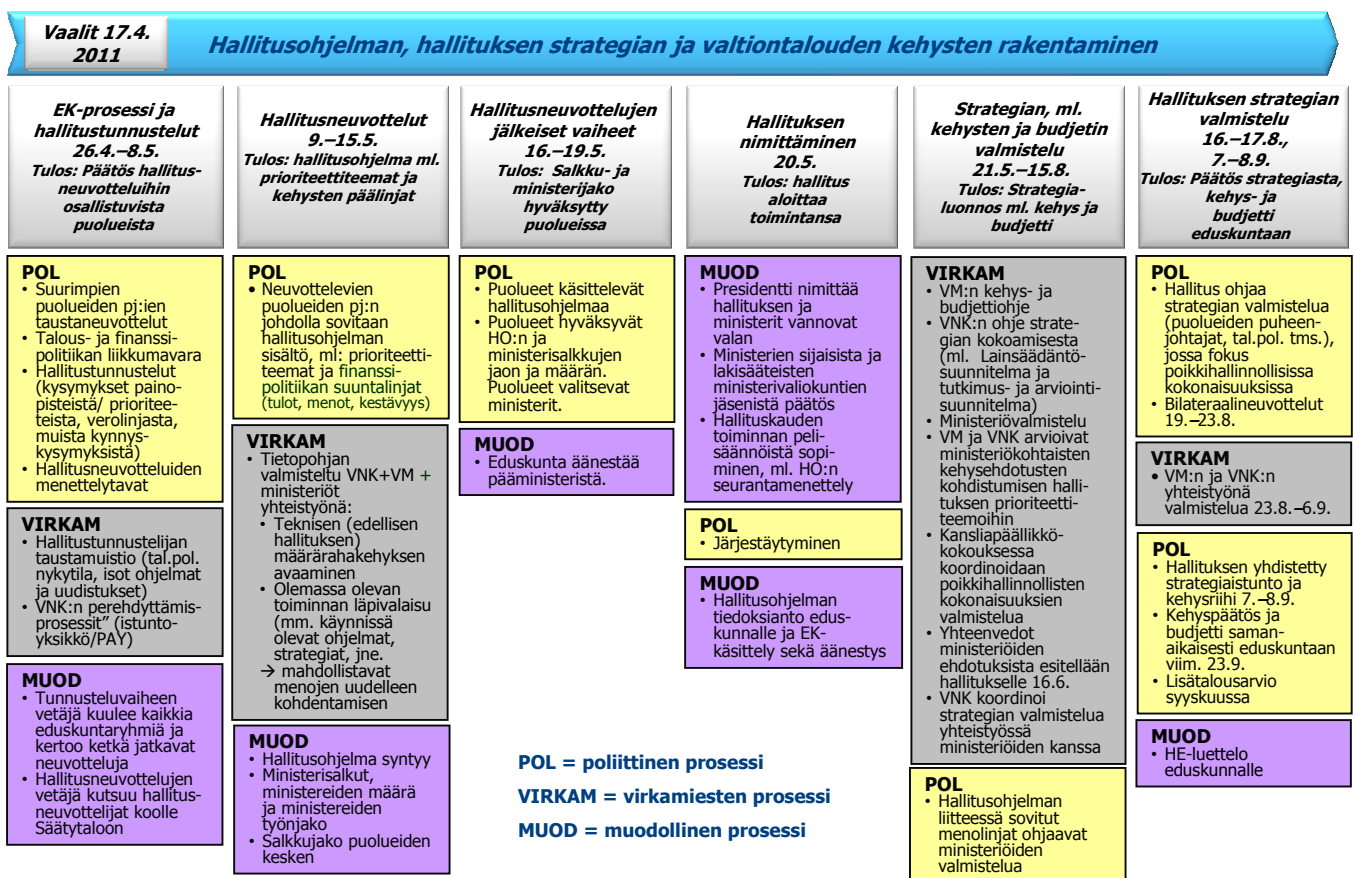 Vaalit 17.4.
2011
Hallitusohjelman, hallituksen strategian ja valtiontalouden kehysten rakentaminen
EK-prosessi ja
hallitustunnustelut
26.4.–8.5.
Tulos: Päätös hallitus-
neuvotteluihin
osallistuvista
puolueista
POL
• Suurimpien
puolueiden pj:ien
taustaneuvottelut
• Talous- ja finanssi-
politiikan liikkumavara
• Hallitustunnustelut
(kysymykset paino-
pisteistä/ prioritee-
teista, verolinjasta,
muista kynnys-
kysymyksistä)
• Hallitusneuvotteluiden
menettelytavat
VIRKAM
• Hallitustunnustelijan
taustamuistio (tal.pol.
nykytila, isot ohjelmat
ja uudistukset)
• VNK:n perehdyttämis-
prosessit” (istunto-
yksikkö/PAY)
MUOD
• Tunnusteluvaiheen
vetäjä kuulee kaikkia
eduskuntaryhmiä ja
kertoo ketkä jatkavat
neuvotteluja
• Hallitusneuvottelujen
vetäjä kutsuu hallitus-
neuvottelijat koolle
Säätytaloon
Hallitusneuvottelut
9.–15.5.
Tulos: hallitusohjelma ml.
prioriteettiteemat ja
kehysten päälinjat
POL
• Neuvottelevien
puolueiden pj:n
johdolla sovitaan
hallitusohjelman
sisältö, ml: prioriteetti-
teemat ja finanssi-
politiikan suuntalinjat
(tulot, menot, kestävyys)
VIRKAM
• Tietopohjan
valmisteltu VNK+VM +
ministeriöt
yhteistyönä:
• Teknisen (edellisen
hallituksen)
määrärahakehyksen
avaaminen
• Olemassa olevan
toiminnan läpivalaisu
(mm. käynnissä
olevat ohjelmat,
strategiat, jne.
→ mahdollistavat
menojen uudelleen
kohdentamisen
MUOD
• Hallitusohjelma syntyy
• Ministerisalkut,
ministereiden määrä
ja ministereiden
työnjako
• Salkkujako puolueiden
kesken
Hallitusneuvottelujen
jälkeiset vaiheet
16.–19.5.
Tulos: Salkku- ja
ministerijako
hyväksytty
puolueissa
POL
• Puolueet käsittelevät
hallitusohjelmaa
• Puolueet hyväksyvät
HO:n ja
ministerisalkkujen
jaon ja määrän.
Puolueet valitsevat
ministerit.
MUOD
• Eduskunta äänestää
pääministeristä.
Hallituksen
nimittäminen
20.5.
Tulos: hallitus
aloittaa
toimintansa
MUOD
• Presidentti nimittää
hallituksen ja
ministerit vannovat
valan
• Ministerien sijaisista ja
lakisääteisten
ministerivaliokuntien
jäsenistä päätös
• Hallituskauden
toiminnan peli-
säännöistä sopi-
minen, ml. HO:n
seurantamenettely
POL
• Järjestäytyminen
MUOD
• Hallitusohjelman
tiedoksianto edus-
kunnalle ja EK-
käsittely sekä äänestys
Strategian, ml.
kehysten ja budjetin
valmistelu
21.5.–15.8.
Tulos: Strategia-
luonnos ml. kehys ja
budjetti
VIRKAM
• VM:n kehys- ja
budjettiohje
• VNK:n ohje strate-
gian kokoamisesta
(ml. Lainsäädäntö-
suunnitelma ja
tutkimus- ja arviointi-
suunnitelma)
• Ministeriövalmistelu
• VM ja VNK arvioivat
ministeriökohtaisten
kehysehdotusten
kohdistumisen halli-
tuksen prioriteetti-
teemoihin
• Kansliapäällikkö-
kokouksessa
koordinoidaan
poikkihallinnollisten
kokonaisuuksien
valmistelua
• Yhteenvedot
ministeriöiden
ehdotuksista esitellään
hallitukselle 16.6.
• VNK koordinoi
strategian valmistelua
yhteistyössä
ministeriöiden kanssa
POL
• Hallitusohjelman
liitteessä sovitut
menolinjat ohjaavat
ministeriöiden
valmistelua
Hallituksen strategian
valmistelu
16.–17.8.,
7.–8.9.
Tulos: Päätös strategiasta,
kehys- ja
budjetti
eduskuntaan
POL
• Hallitus ohjaa
strategian valmistelua
(puolueiden puheen-
johtajat, tal.pol. tms.),
jossa fokus
poikkihallinnollisissa
kokonaisuuksissa
• Bilateraalineuvottelut
19.–23.8.
VIRKAM
• VM:n ja VNK:n
yhteistyönä
valmistelua 23.8.–6.9.
POL
• Hallituksen yhdistetty
strategiaistunto ja
kehysriihi 7.–8.9.
• Kehyspäätös ja
budjetti saman-
aikaisesti eduskuntaan
viim. 23.9.
• Lisätalousarvio
syyskuussa
MUOD
• HE-luettelo
eduskunnalle
POL = poliittinen prosessi
VIRKAM = virkamiesten prosessi
MUOD = muodollinen prosessi